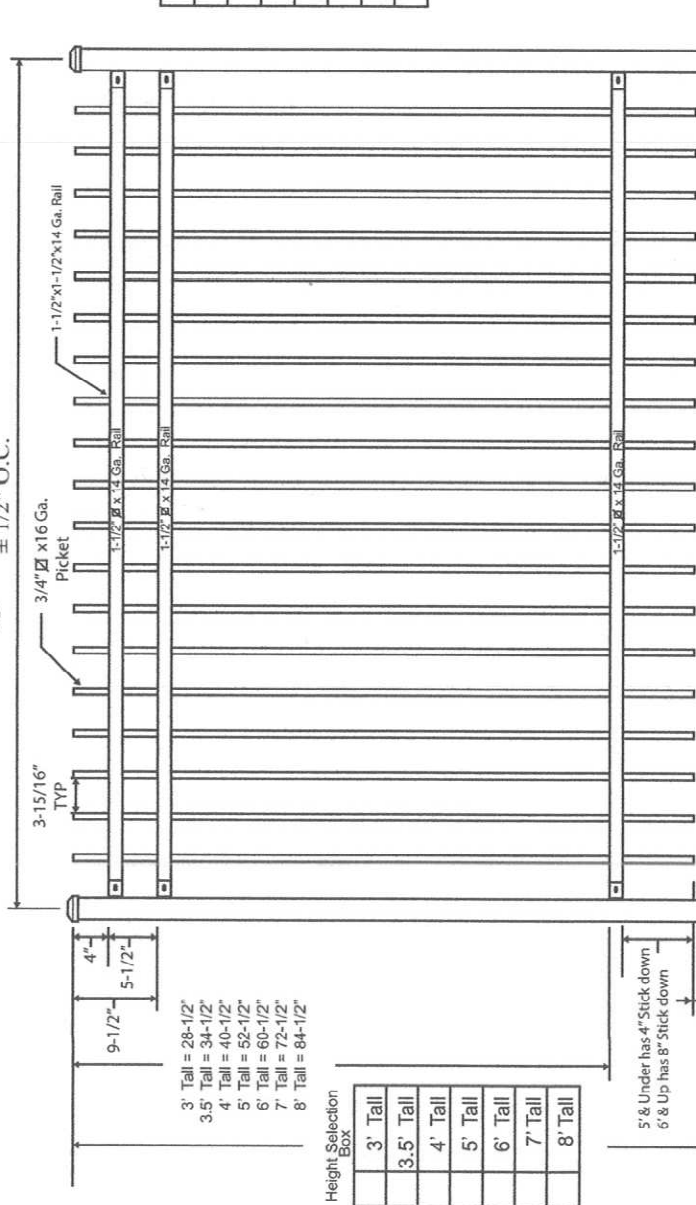 ± 1/2" O.C.
3-15/16"
TYP
3/4" x16 Ga.
Picket
1-1/2"x1-1/2"x14 Ga. Rail
1-1/2" x 14 Ga. Rail
1-1/2" x 14 Ga. Rail
1-1/2" x 14 Ga. Rail
4"
5-1/2"
9-1/2"
3' Tall = 28-1/2"
3.5' Tall = 34-1/2"
4' Tall = 40-1/2"
5' Tall = 52-1/2"
6' Tall = 60-1/2"
7' Tall = 72-1/2"
8' Tall = 84-1/2"
Height Selection
Box
3' Tall
3.5' Tall
4' Tall
5' Tall
6' Tall
7' Tall
8' Tall
5' & Under has 4" Stick down
6' & Up has 8" Stick down